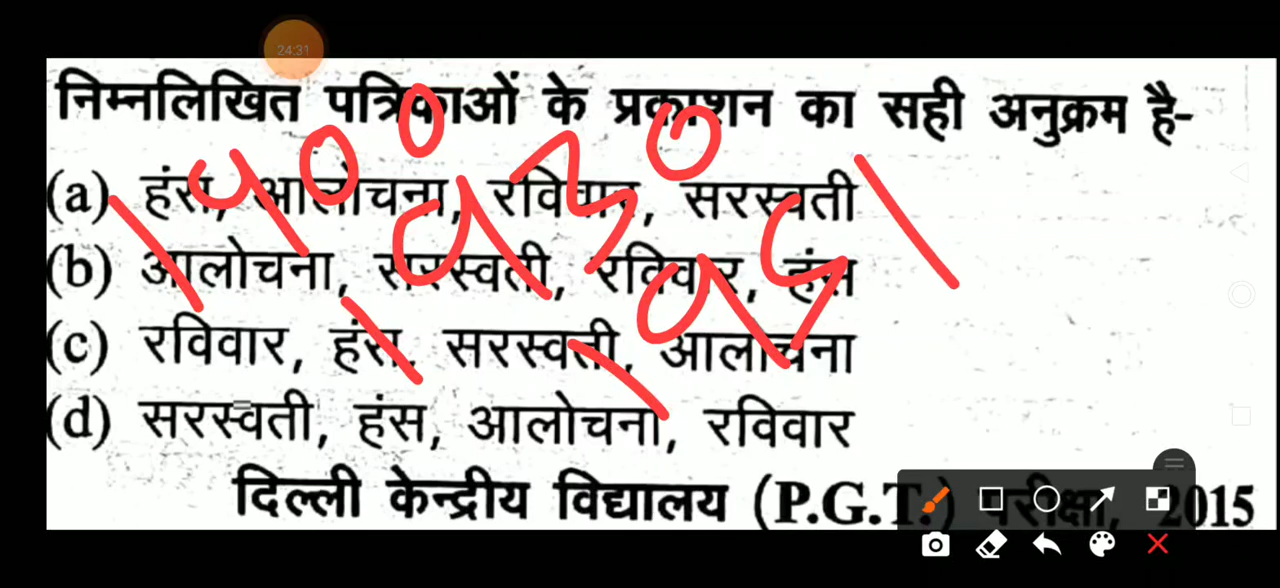 24:31
निम्नलिखित पत्रिकाओं के प्रकाशन का सही अनुक्रम है-
(a) हंस, आलोचना, रविवार, सरस्वती
(b) आलोचना, सरस्वती, रविवार, हंस
(c) रविवार, हंस, सरस्वती, आलोचना
(d) सरस्वती, हंस, आलोचना, रविवार
दिल्ली केन्द्रीय विद्यालय (P.G.T.) परीक्षा, 2015
1900
1930
1951